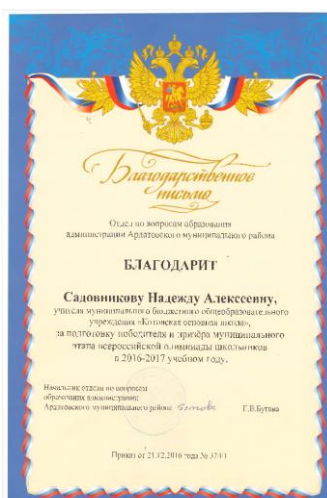 Благодарственное
письмо
Отдел по вопросам образования
администрации Ардатовского муниципального района
БЛАГОДАРИТ
Садовникову Надежду Алексеевну,
учителя муниципального бюджетного общеобразовательного
учреждения «Котовская основная школа»,
за подготовку победителя и призёра муниципального
этапа всероссийской олимпиады школьников
в 2016-2017 учебном году.
Начальник отдела по вопросам
образования администрации
Ардатовского муниципального района
Приказ от 21.12.2016 года №